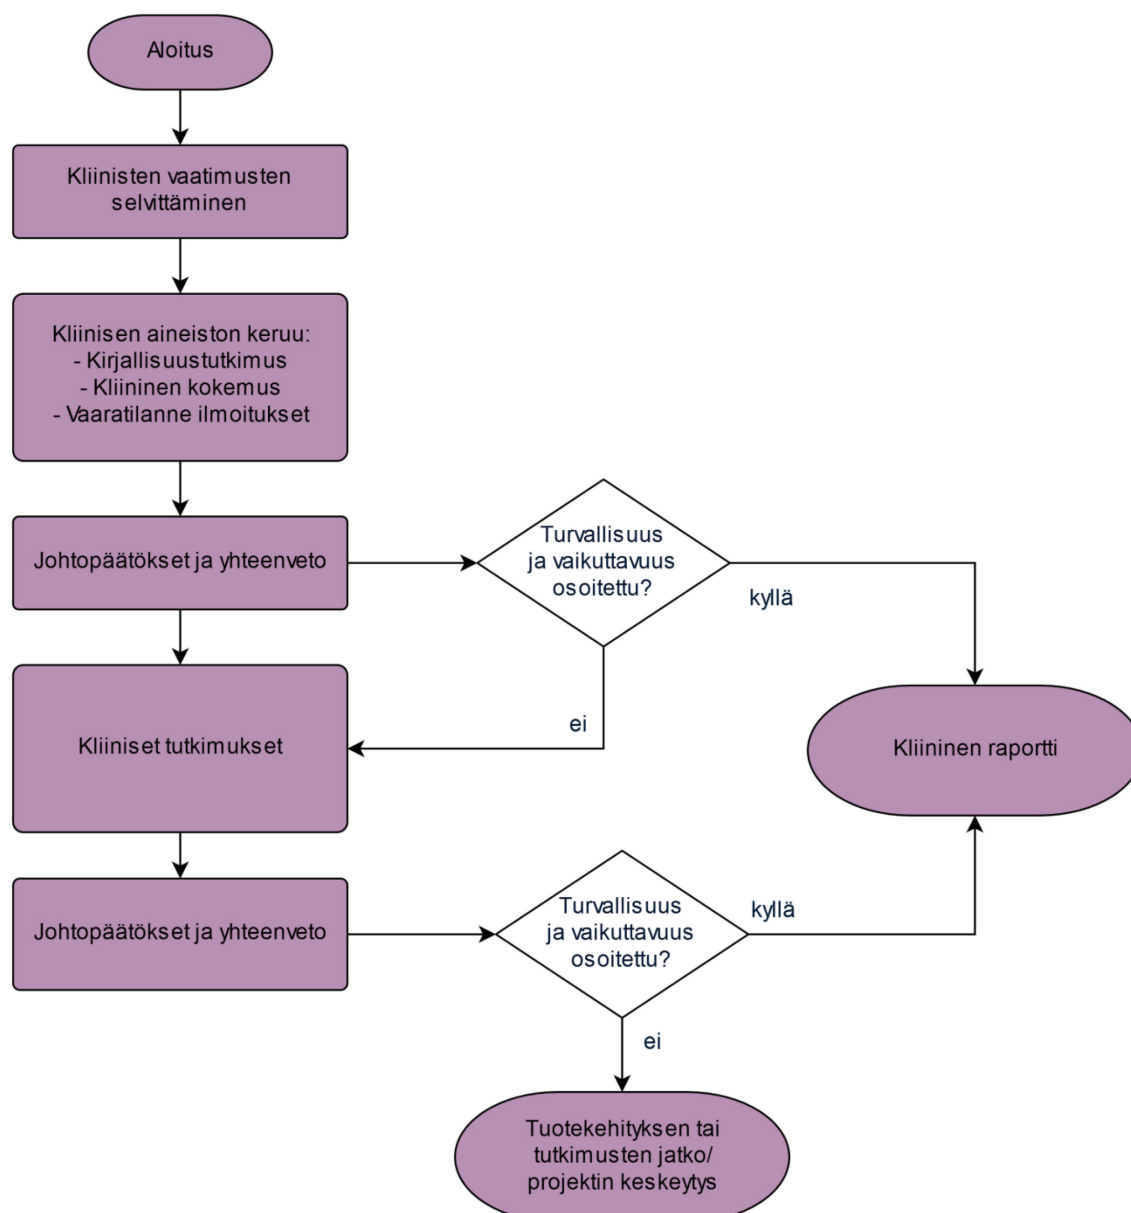 Aloitus
Kliinisten vaatimusten
selvittäminen
Kliinisen aineiston keruu:
- Kirjallisuustutkimus
- Kliininen kokemus
- Vaaratilanne ilmoitukset
Johtopäätökset ja yhteenveto
Turvallisuus
ja vaikuttavuus
osoitettu?
kyllä
ei
Kliiniset tutkimukset
Kliininen raportti
Johtopäätökset ja yhteenveto
Turvallisuus
ja vaikuttavuus
osoitettu?
kyllä
ei
Tuotekehityksen tai
tutkimusten jatko/
projektin keskeytys